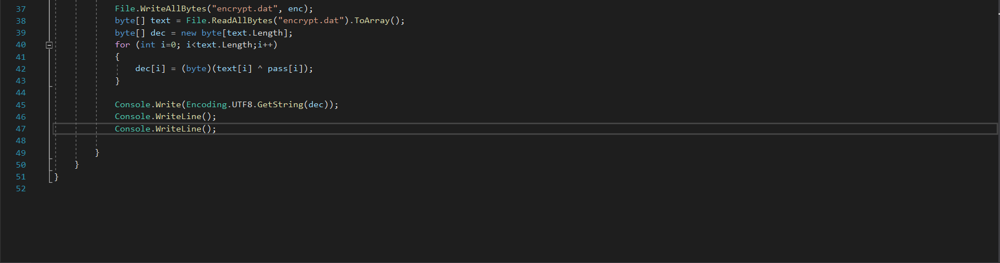 37 File.WriteAllBytes("encrypt.dat", enc);
38 byte[] text = File.ReadAllBytes("encrypt.dat").ToArray();
39 byte[] dec = new byte[text.Length];
40 for (int i=0; i<text.Length;i++)
41 {
42 dec[i] = (byte)(text[i] ^ pass[i]);
43 }
44
45 Console.Write(Encoding.UTF8.GetString(dec));
46 Console.WriteLine();
47 Console.WriteLine();
48
49 }
50 }
51 }
52